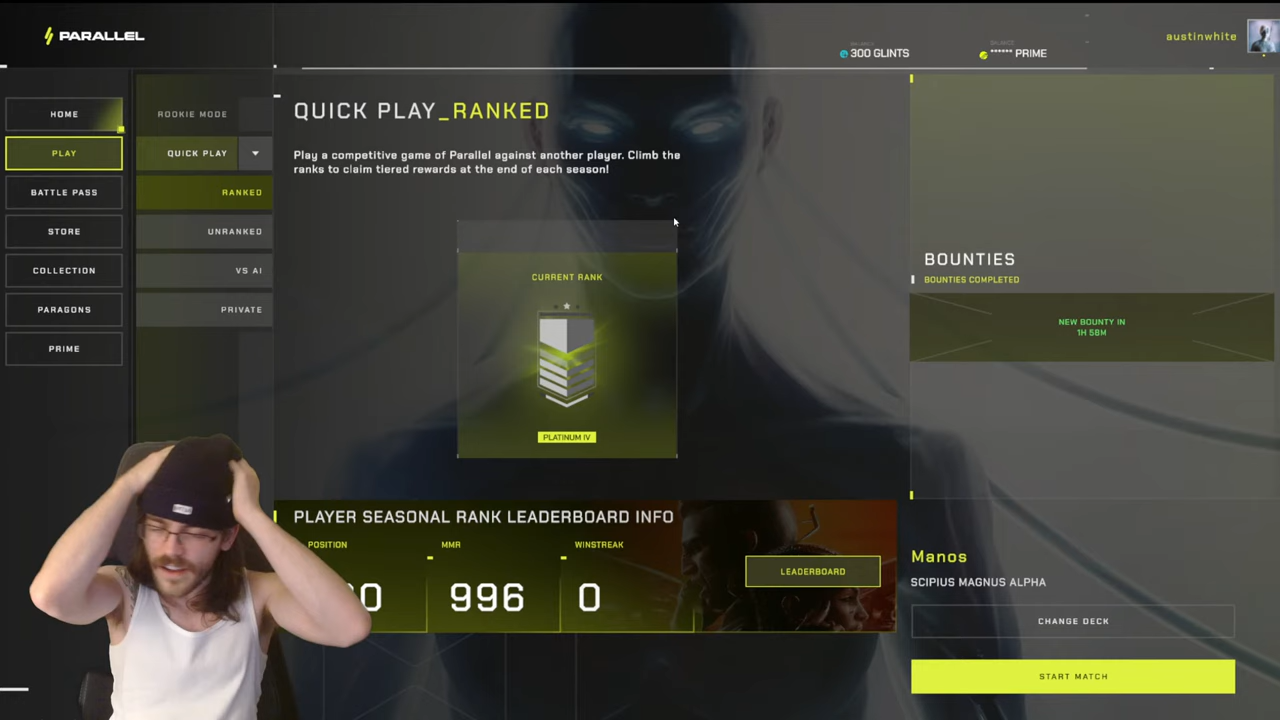 PARALLEL
300 GLINTS
****** PRIME
austinwhite
HOME
PLAY
BATTLE PASS
STORE
COLLECTION
PARAGONS
PRIME
ROOKIE MODE
QUICK PLAY
RANKED
UNRANKED
VS AI
PRIVATE
QUICK PLAY_RANKED
Play a competitive game of Parallel against another player. Climb the
ranks to claim tiered rewards at the end of each season!
CURRENT RANK
PLATINUM IV
PLAYER SEASONAL RANK LEADERBOARD INFO
POSITION
MMR
996
WINSTREAK
0
LEADERBOARD
BOUNTIES
BOUNTIES COMPLETED
NEW BOUNTY IN
1H 58M
Manos
SCIPIUS MAGNUS ALPHA
CHANGE DECK
START MATCH